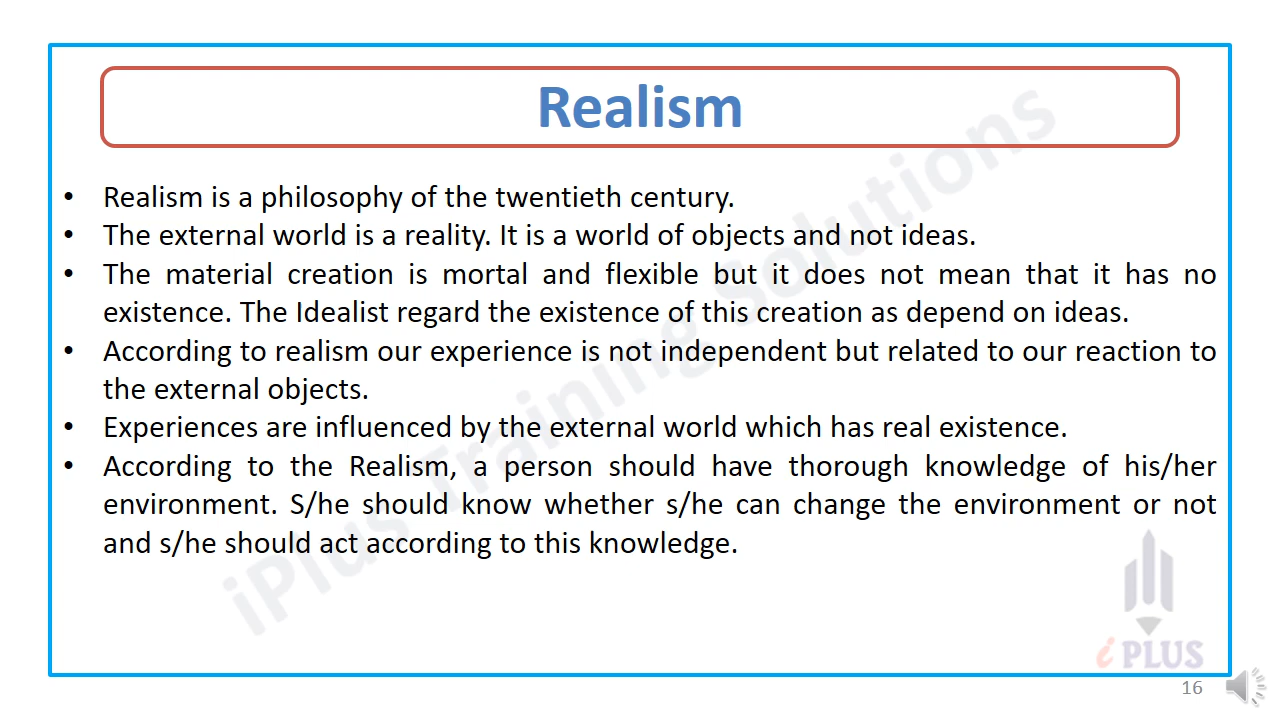 Realism
• Realism is a philosophy of the twentieth century.
• The external world is a reality. It is a world of objects and not ideas.
• The material creation is mortal and flexible but it does not mean that it has no
existence. The Idealist regard the existence of this creation as depend on ideas.
• According to realism our experience is not independent but related to our reaction to
the external objects.
• Experiences are influenced by the external world which has real existence.
• According to the Realism, a person should have thorough knowledge of his/her
environment. S/he should know whether s/he can change the environment or not
and s/he should act according to this knowledge.
iPlus Training Solutions
i PLUS
16